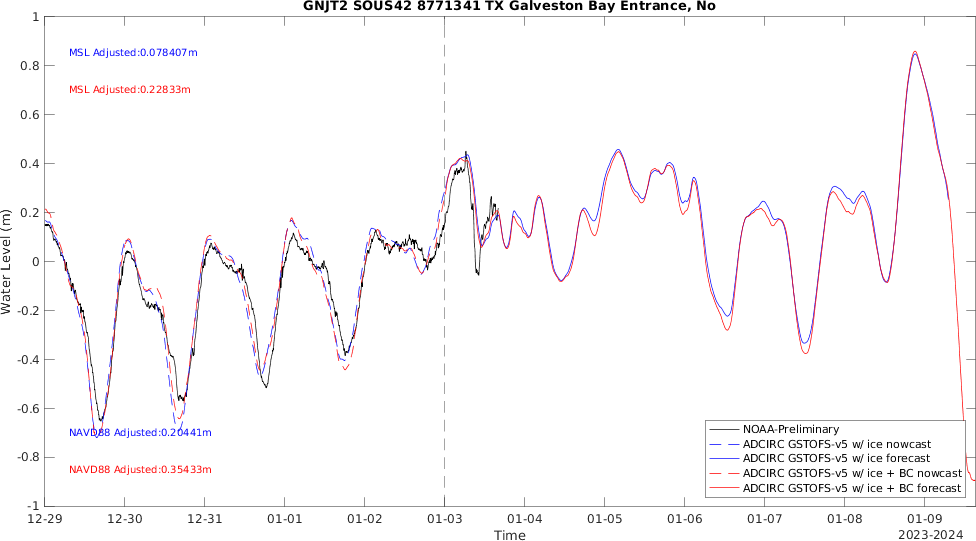 GNJT2 SOUS42 8771341 TX Galveston Bay Entrance, No
1
0.8
0.6
0.4
0.2
0
-0.2
-0.4
-0.6
-0.8
-1
Water Level (m)
MSL Adjusted:0.078407m
MSL Adjusted:0.22833m
NAVD88 Adjusted:0.20441m
NAVD88 Adjusted:0.35433m
NOAA-Preliminary
ADCIRC GSTOFS-v5 w/ ice nowcast
ADCIRC GSTOFS-v5 w/ ice forecast
ADCIRC GSTOFS-v5 w/ ice + BC nowcast
ADCIRC GSTOFS-v5 w/ ice + BC forecast
12-29 12-30 12-31 01-01 01-02 01-03 01-04 01-05 01-06 01-07 01-08 01-09
Time
2023-2024